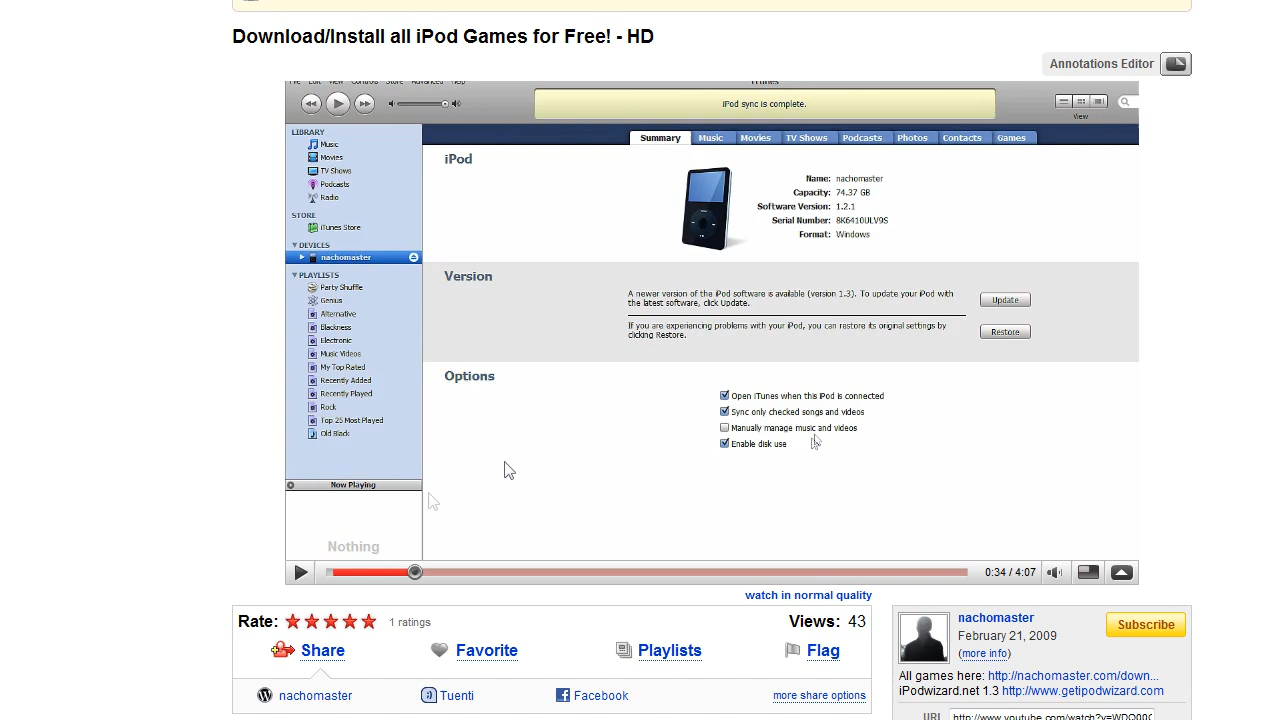 Download/Install all iPod Games for Free! - HD
Annotations Editor
iTunes
iPod sync is complete.
View
LIBRARY
Music
Movies
TV Shows
Podcasts
Radio
STORE
iTunes Store
DEVICES
nachomaster
PLAYLISTS
Party Shuffle
Genius
Alternative
Blackness
Electronic
Music Videos
My Top Rated
Recently Added
Recently Played
Rock
Top 25 Most Played
Old Black
Now Playing
Nothing
Summary Music Movies TV Shows Podcasts Photos Contacts Games
iPod
Name: nachomaster
Capacity: 74.37 GB
Software Version: 1.2.1
Serial Number: 8K6410ULV9S
Format: Windows
Version
A newer version of the iPod software is available (version 1.3). To update your iPod with
the latest software, click Update.
Update
If you are experiencing problems with your iPod, you can restore its original settings by
clicking Restore.
Restore
Options
Open iTunes when this iPod is connected
Sync only checked songs and videos
Manually manage music and videos
Enable disk use
0:34 / 4:07
watch in normal quality
Rate: 1 ratings Views: 43
Share Favorite Playlists Flag
nachomaster Tuenti Facebook more share options
nachomaster
February 21, 2009
(more info)
Subscribe
All games here: http://nachomaster.com/down...
iPodwizard.net 1.3 http://www.getipodwizard.com
URL